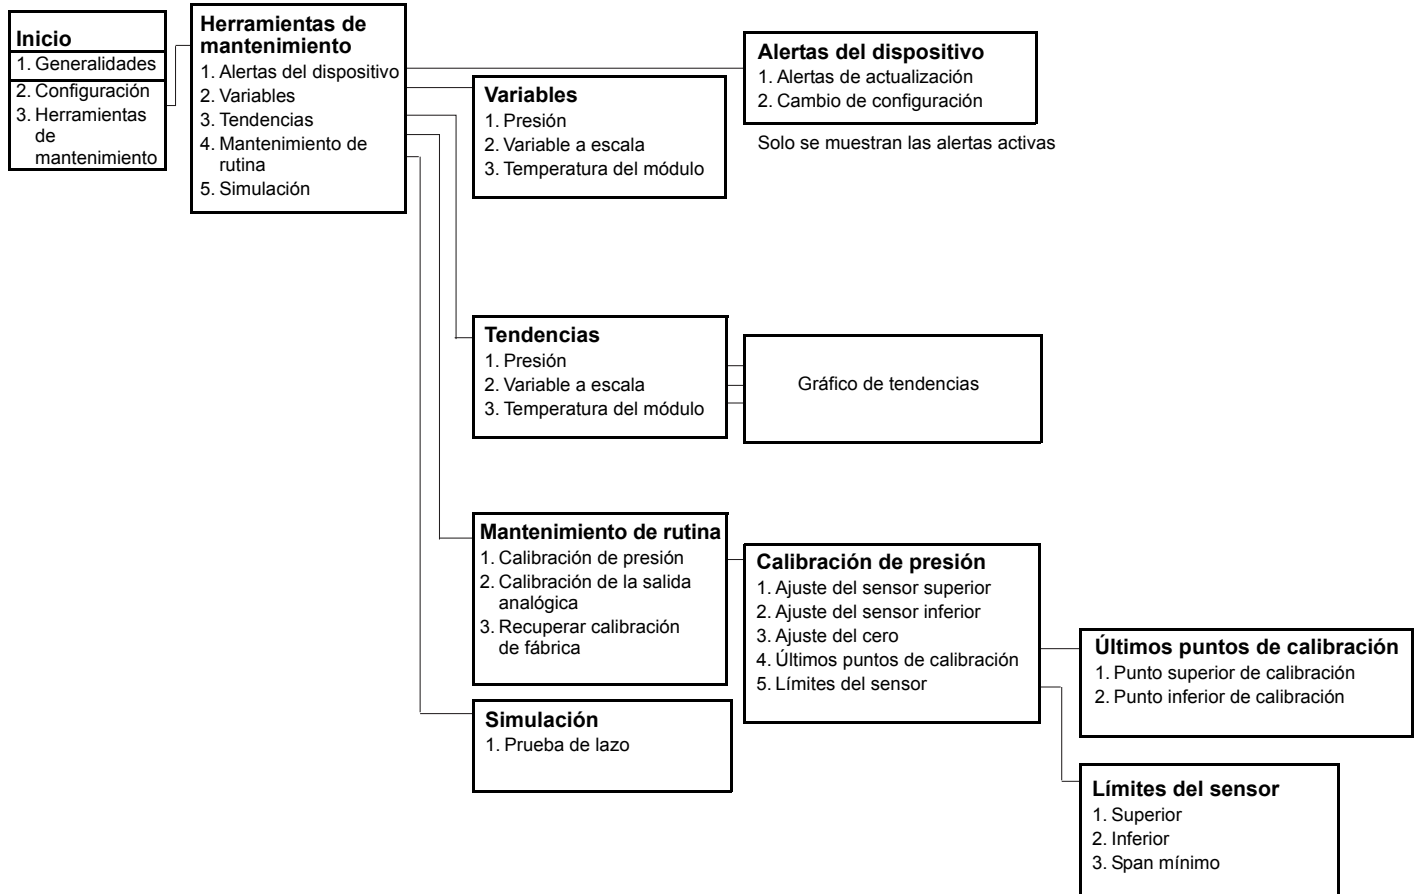 Inicio
1. Generalidades
2. Configuración
3. Herramientas
de
mantenimiento
Herramientas de
mantenimiento
1. Alertas del dispositivo
2. Variables
3. Tendencias
4. Mantenimiento de
rutina
5. Simulación
Variables
1. Presión
2. Variable a escala
3. Temperatura del módulo
Alertas del dispositivo
1. Alertas de actualización
2. Cambio de configuración
Solo se muestran las alertas activas
Tendencias
1. Presión
2. Variable a escala
3. Temperatura del módulo
Gráfico de tendencias
Mantenimiento de rutina
1. Calibración de presión
2. Calibración de la salida
analógica
3. Recuperar calibración
de fábrica
Calibración de presión
1. Ajuste del sensor superior
2. Ajuste del sensor inferior
3. Ajuste del cero
4. Últimos puntos de calibración
5. Límites del sensor
Últimos puntos de calibración
1. Punto superior de calibración
2. Punto inferior de calibración
Simulación
1. Prueba de lazo
Límites del sensor
1. Superior
2. Inferior
3. Span mínimo